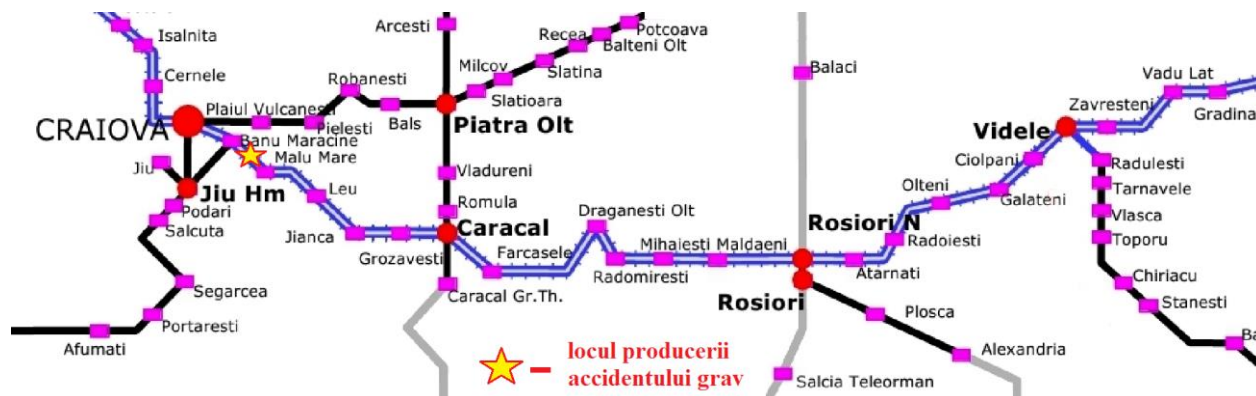 Isalnita
Cernele
CRAIOVA
Plaiul Vulcanesti
Pielesti
Robanesti
Bals
Banu Maracine
Malu Mare
Jiu
Jiu Hm
Podari
Salcuta
Segarcea
Portaresti
Afumati
Leu
Jianca
Grozavesti
Arcesti
Milcov
Slatioara
Slatina
Recea
Balteni Olt
Potcoava
Piatra Olt
Vladureni
Romula
Caracal
Farcasele
Caracal Gr.Th.
Draganesti Olt
Radomiresti
Mihaiesti
Maldaeni
Balaci
Rosiori N
Rosiori
Atarnati
Radoiesti
Olteni
Galateni
Ciolpani
Videle
Zavresteni
Vadu Lat
Gradina
Radulesti
Tarnavele
Vlasca
Toporu
Chiriacu
Stanesti
Ba
Plosca
Alexandria
Salcia Teleorman
– locul producerii
accidentului grav